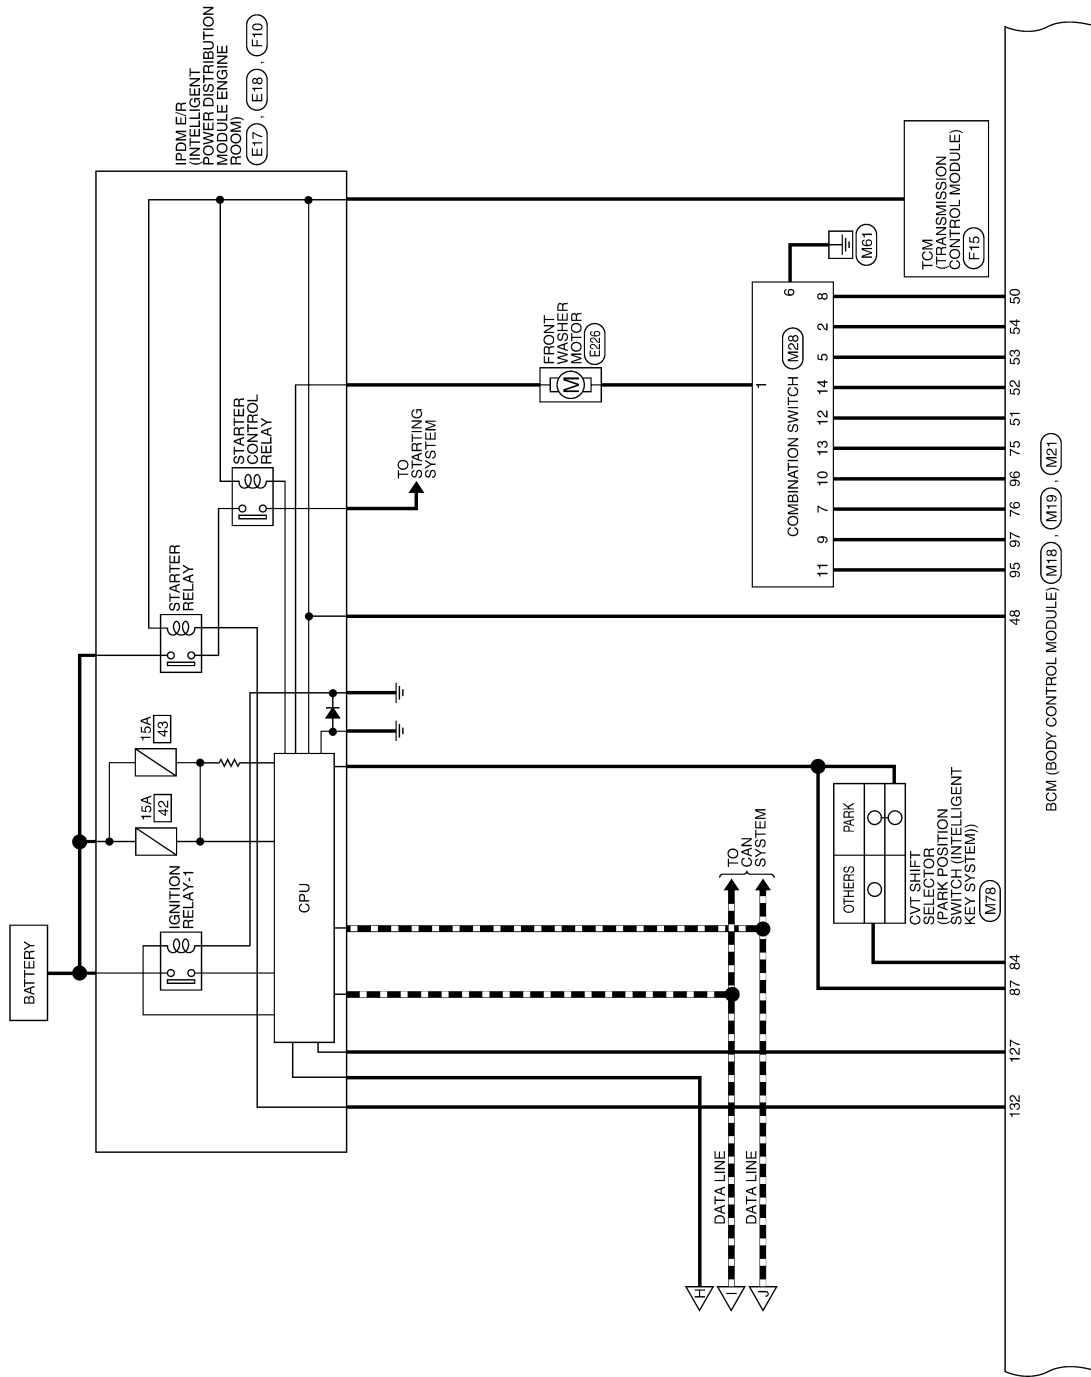 BATTERY
IPDM E/R
(INTELLIGENT
POWER DISTRIBUTION
MODULE ENGINE
ROOM)
E17 , E18 , F10
IGNITION
RELAY-1
15A
42
15A
43
STARTER
RELAY
STARTER
CONTROL
RELAY
CPU
TO
STARTING
SYSTEM
FRONT
WASHER
MOTOR
E226
M
TO
CAN
SYSTEM
DATA LINE
DATA LINE
H
I
J
OTHERS
PARK
CVT SHIFT
SELECTOR
(PARK POSITION
SWITCH (INTELLIGENT
KEY SYSTEM))
M78
COMBINATION SWITCH M28
1
6
11 9 7 10 13 12 14 5 2 8
M61
TCM
(TRANSMISSION
CONTROL MODULE)
F15
132 127 87 84 48 95 97 76 96 75 51 52 53 54 50
BCM (BODY CONTROL MODULE) M18 , M19 , M21